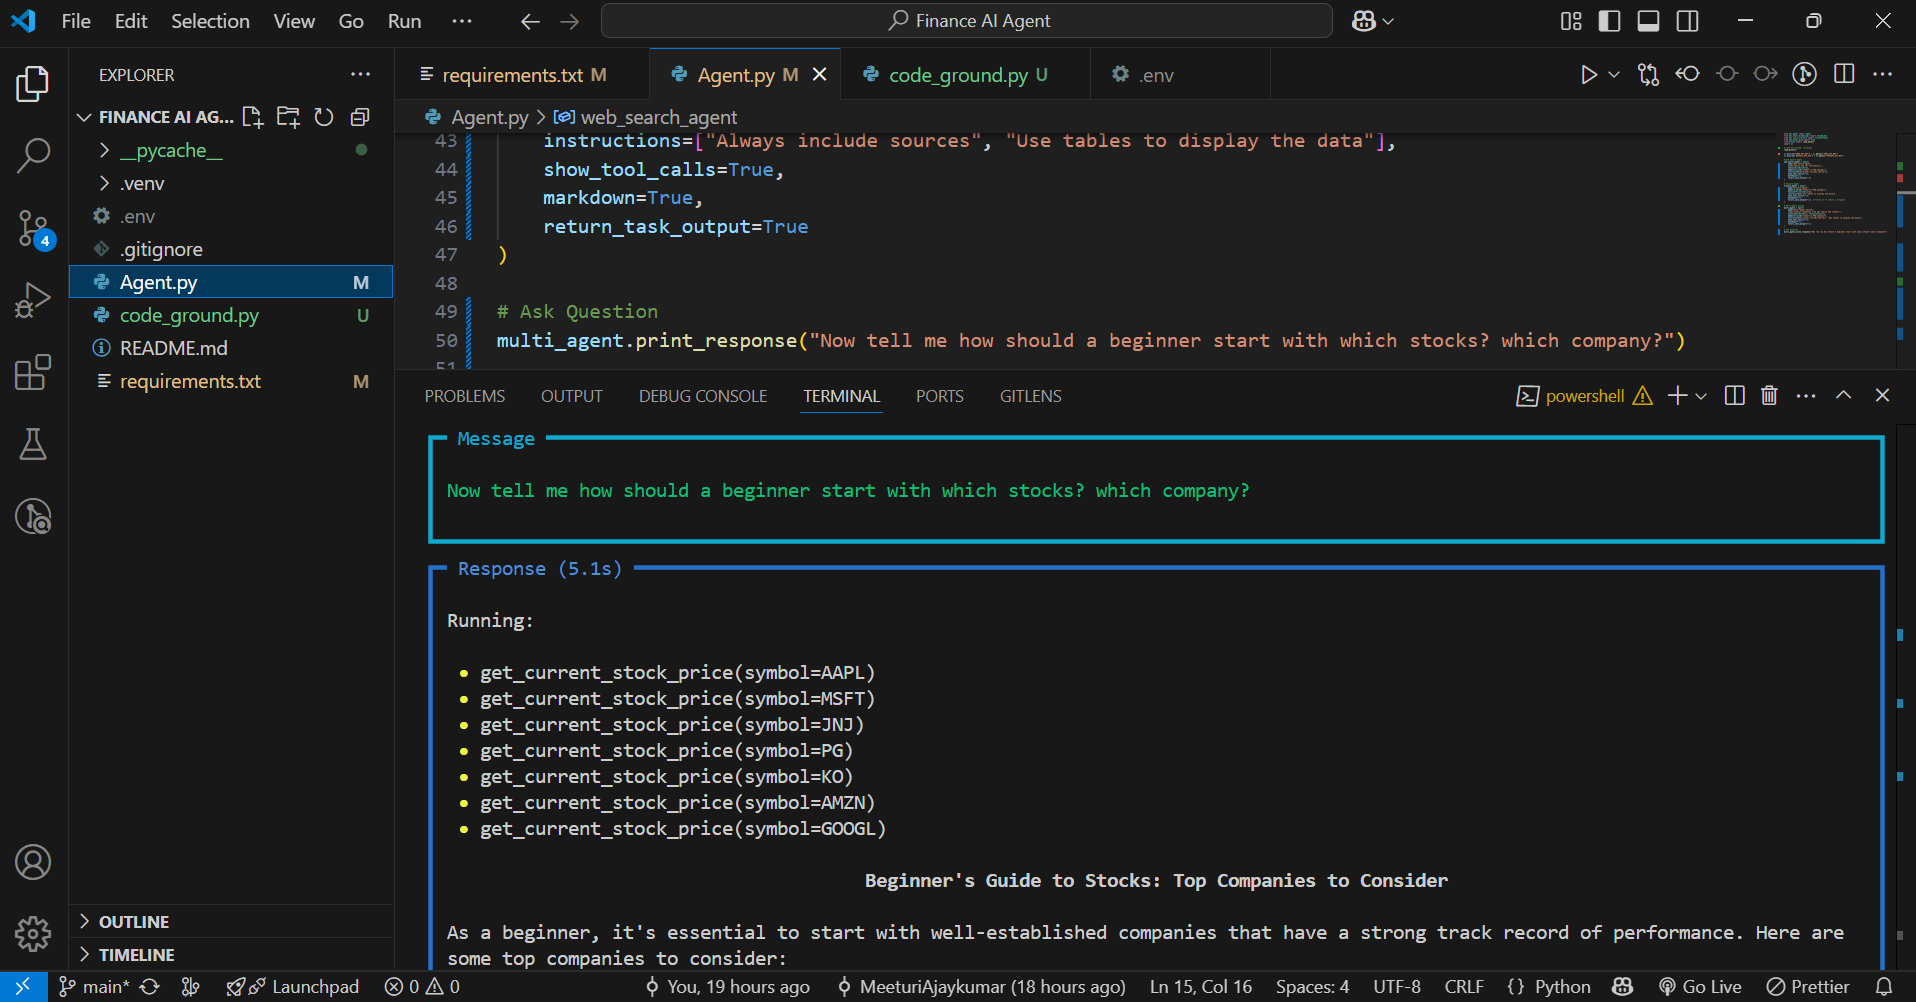 File Edit Selection View Go Run ···
Finance AI Agent
EXPLORER
FINANCE AI AG...
__pycache__
.venv
.env
.gitignore
Agent.py M
code_ground.py U
README.md
requirements.txt M
OUTLINE
TIMELINE
4
requirements.txt M
Agent.py M
code_ground.py U
.env
Agent.py > web_search_agent
43 instructions=["Always include sources", "Use tables to display the data"],
44 show_tool_calls=True,
45 markdown=True,
46 return_task_output=True
47 )
48
49 # Ask Question
50 multi_agent.print_response("Now tell me how should a beginner start with which stocks? which company?")
51
PROBLEMS OUTPUT DEBUG CONSOLE TERMINAL PORTS GITLENS
powershell
Message
Now tell me how should a beginner start with which stocks? which company?
Response (5.1s)
Running:
• get_current_stock_price(symbol=AAPL)
• get_current_stock_price(symbol=MSFT)
• get_current_stock_price(symbol=JNJ)
• get_current_stock_price(symbol=PG)
• get_current_stock_price(symbol=KO)
• get_current_stock_price(symbol=AMZN)
• get_current_stock_price(symbol=GOOGL)
Beginner's Guide to Stocks: Top Companies to Consider
As a beginner, it's essential to start with well-established companies that have a strong track record of performance. Here are
some top companies to consider:
main* Launchpad 0 0 You, 19 hours ago MeeturiAjaykumar (18 hours ago) Ln 15, Col 16 Spaces: 4 UTF-8 CRLF {} Python Go Live Prettier